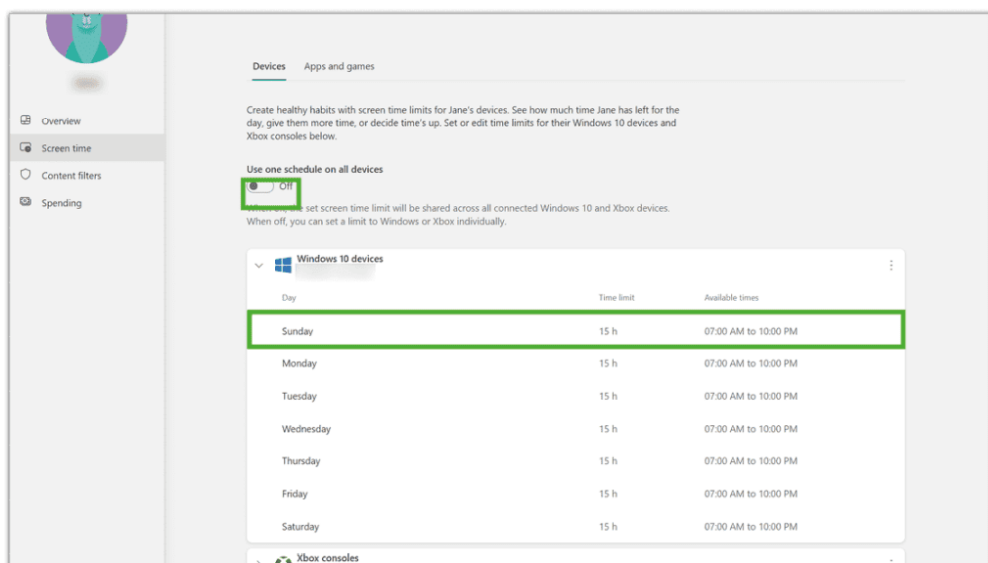 Devices Apps and games
Create healthy habits with screen time limits for Jane's devices. See how much time Jane has left for the
day, give them more time, or decide time's up. Set or edit time limits for their Windows 10 devices and
Xbox consoles below.
Overview
Screen time
Content filters
Spending
Use one schedule on all devices
Off
When on, the set screen time limit will be shared across all connected Windows 10 and Xbox devices.
When off, you can set a limit to Windows or Xbox individually.
Windows 10 devices
Day Time limit Available times
Sunday 15 h 07:00 AM to 10:00 PM
Monday 15 h 07:00 AM to 10:00 PM
Tuesday 15 h 07:00 AM to 10:00 PM
Wednesday 15 h 07:00 AM to 10:00 PM
Thursday 15 h 07:00 AM to 10:00 PM
Friday 15 h 07:00 AM to 10:00 PM
Saturday 15 h 07:00 AM to 10:00 PM
Xbox consoles